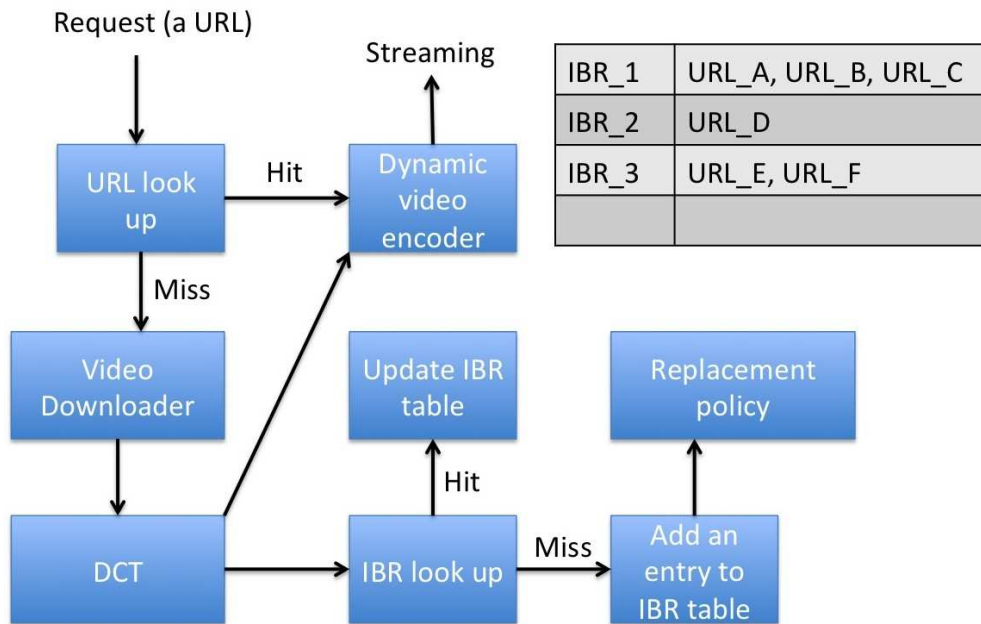 Request (a URL)
Streaming
IBR_1 URL_A, URL_B, URL_C
IBR_2 URL_D
IBR_3 URL_E, URL_F
URL look
up
Hit
Dynamic
video
encoder
Miss
Video
Downloader
Update IBR
table
Replacement
policy
Hit
DCT
IBR look up
Miss
Add an
entry to
IBR table